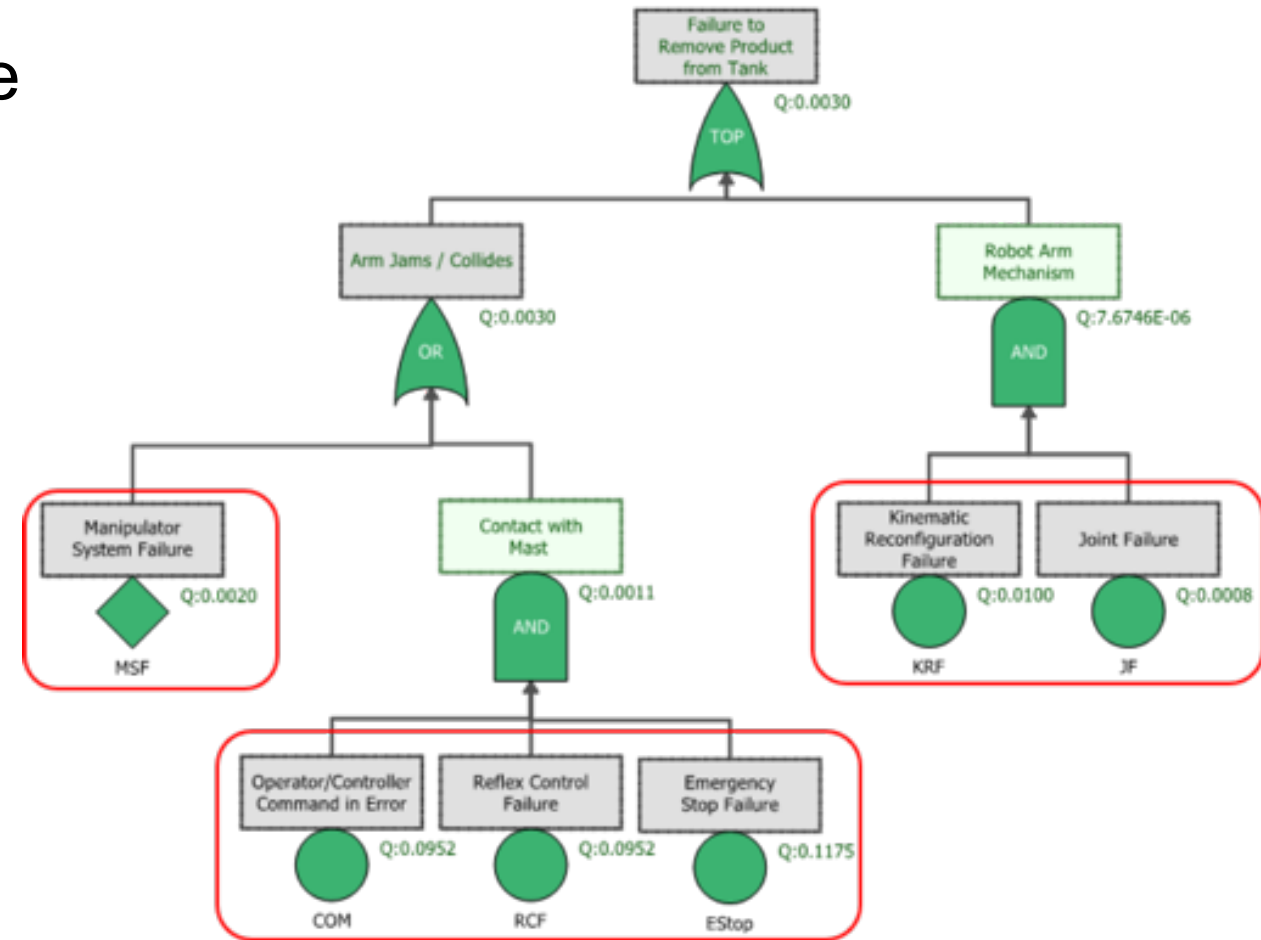 e
Failure to
Remove Product
from Tank
Q:0.0030
TOP
Arm Jams / Collides
Q:0.0030
OR
Robot Arm
Mechanism
Q:7.6746E-06
AND
Manipulator
System Failure
Q:0.0020
MSF
Contact with
Mast
Q:0.0011
AND
Kinematic
Reconfiguration
Failure
Q:0.0100
KRF
Joint Failure
Q:0.0008
JF
Operator/Controller
Command in Error
Q:0.0952
COM
Reflex Control
Failure
Q:0.0952
RCF
Emergency
Stop Failure
Q:0.1175
EStop